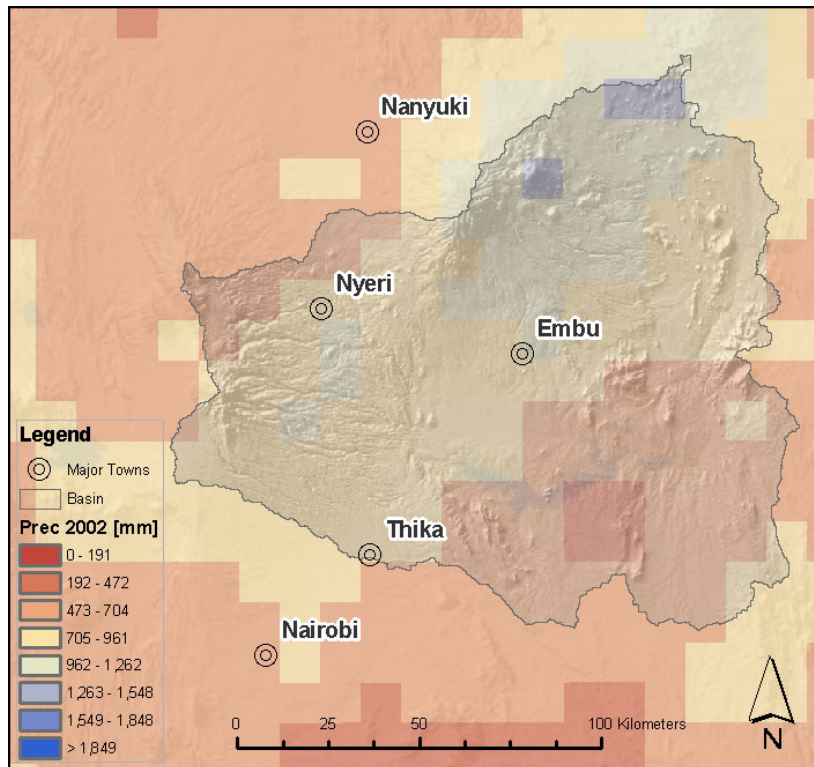 Nanyuki
Nyeri
Embu
Thika
Nairobi
Legend
Major Towns
Basin
Prec 2002 [mm]
0 - 191
192 - 472
473 - 704
705 - 961
962 - 1,262
1,263 - 1,548
1,549 - 1,848
> 1,849
0 25 50 100 Kilometers
N